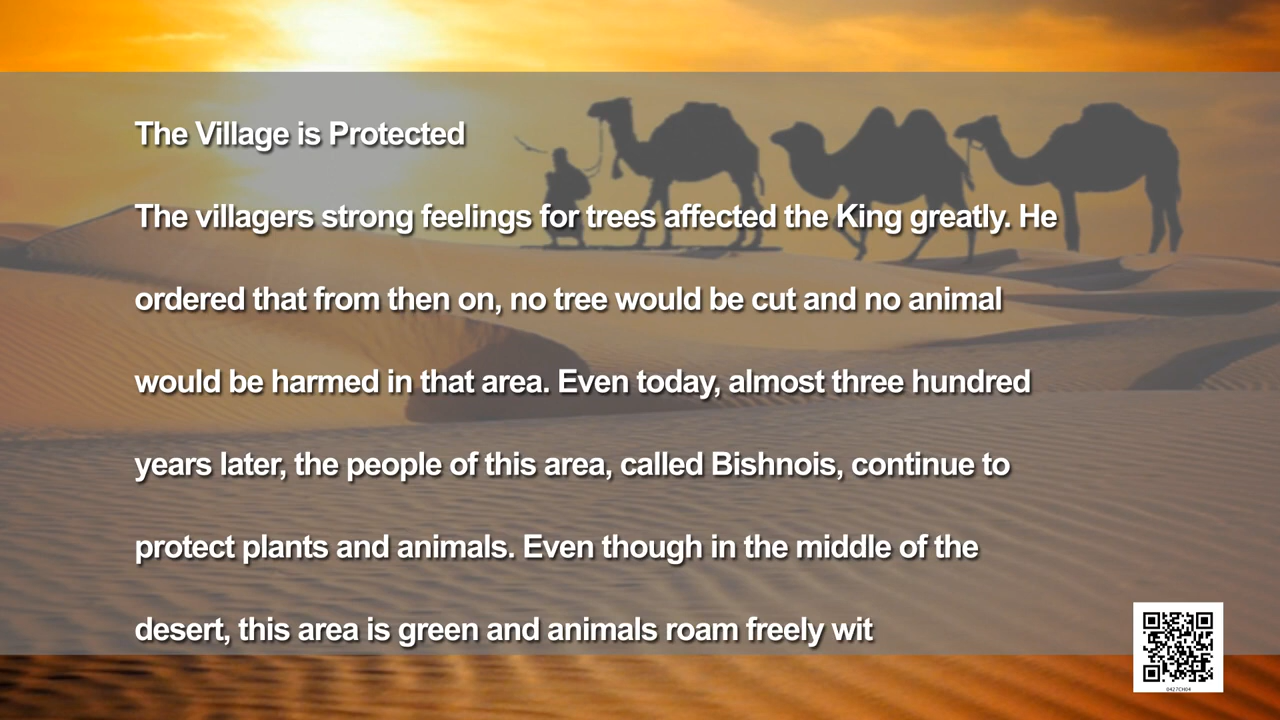 The Village is Protected
The villagers strong feelings for trees affected the King greatly. He
ordered that from then on, no tree would be cut and no animal
would be harmed in that area. Even today, almost three hundred
years later, the people of this area, called Bishnois, continue to
protect plants and animals. Even though in the middle of the
desert, this area is green and animals roam freely wit
0427CH04